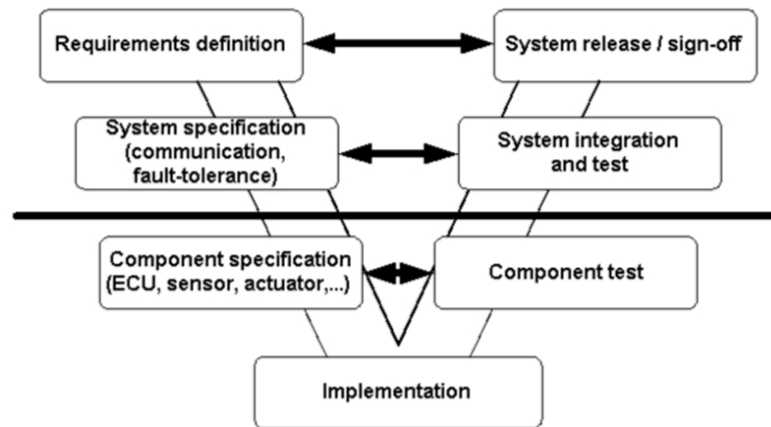 Requirements definition
System release / sign-off
System specification
(communication,
fault-tolerance)
System integration
and test
Component specification
(ECU, sensor, actuator,...)
Component test
Implementation